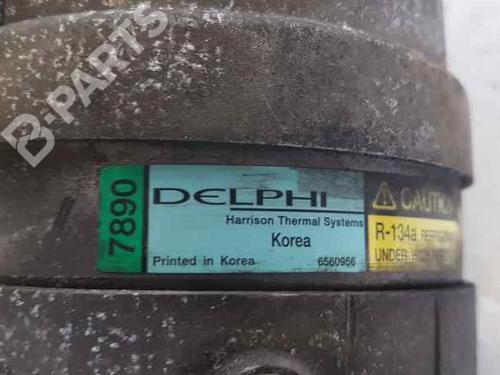 B-PARTS
7890
DELPHI
Harrison Thermal Systems
Korea
Printed in Korea 6560956
CAUTION
R-134a
UNDER